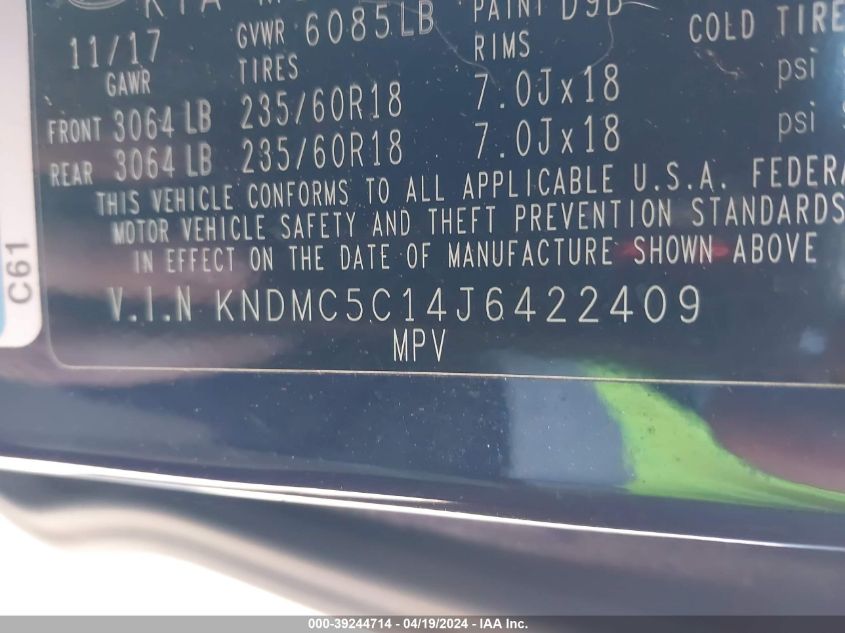 KIA
11/17 GVWR 6085LB PAINT D9B
GAWR TIRES RIMS COLD TIRE
FRONT 3064 LB 235/60R18 7.0Jx18 psi
REAR 3064 LB 235/60R18 7.0Jx18 psi
THIS VEHICLE CONFORMS TO ALL APPLICABLE U.S.A. FEDERA
MOTOR VEHICLE SAFETY AND THEFT PREVENTION STANDARDS
IN EFFECT ON THE DATE OF MANUFACTURE SHOWN ABOVE
V.I.N KNDMC5C14J6422409
MPV
C61
000-39244714 - 04/19/2024 - IAA Inc.